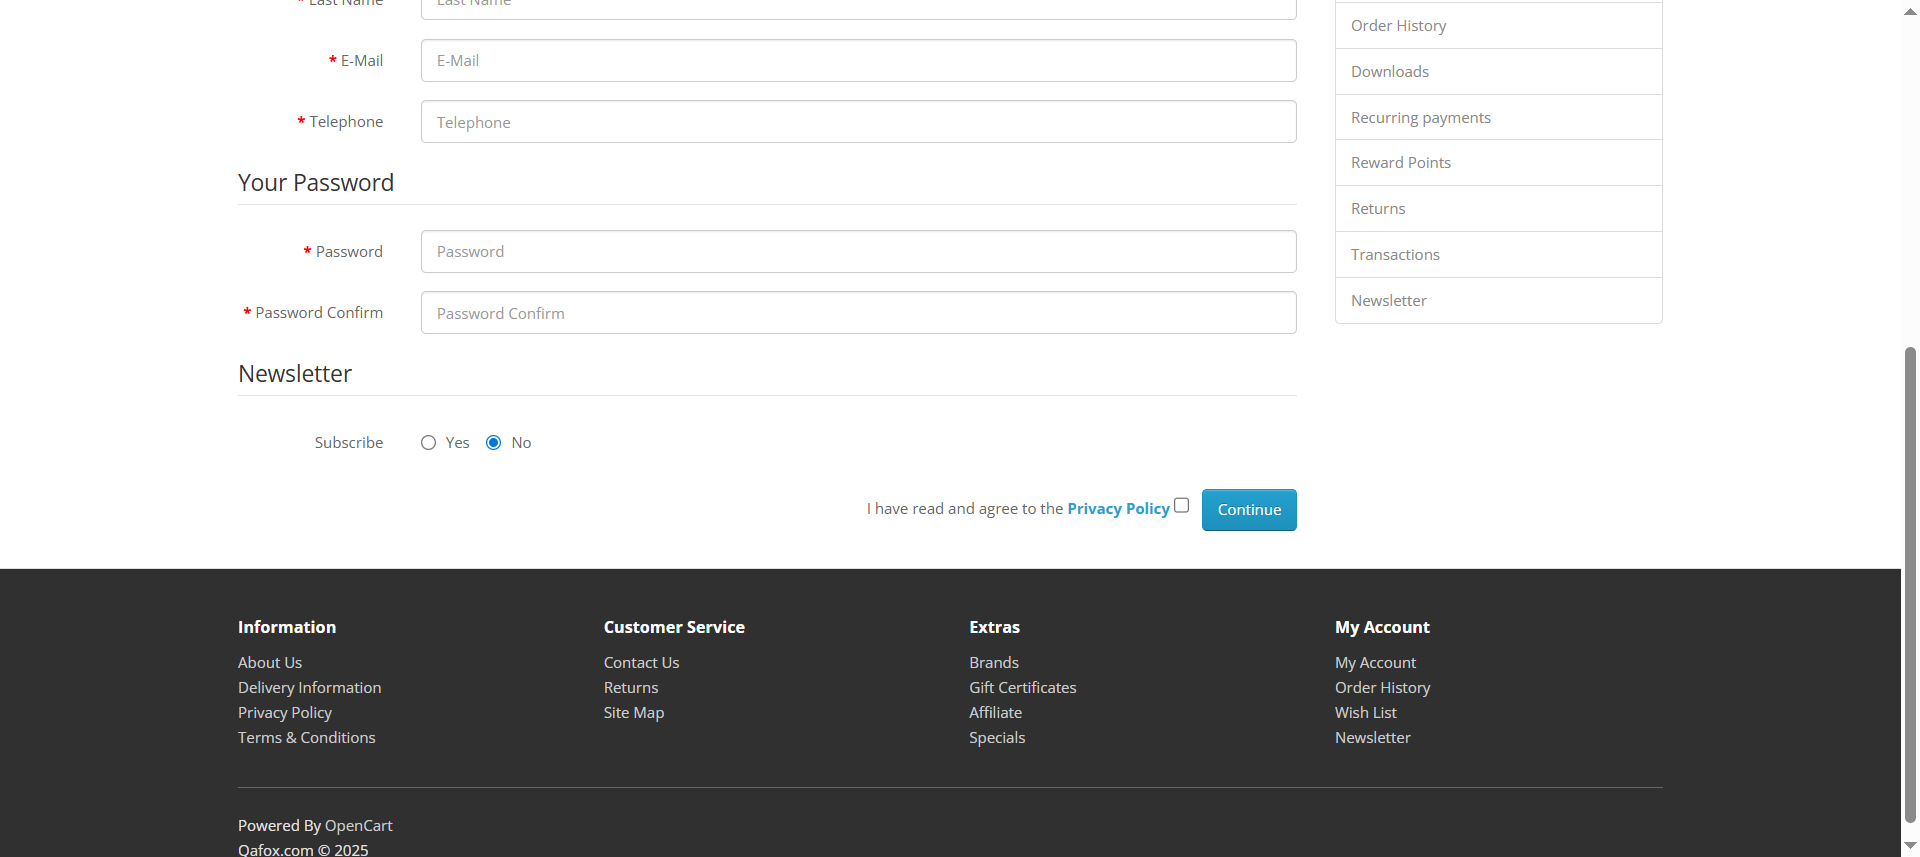 * Last Name
Last Name
Order History
* E-Mail
E-Mail
Downloads
* Telephone
Telephone
Recurring payments
Reward Points
Your Password
Returns
* Password
Password
Transactions
* Password Confirm
Password Confirm
Newsletter
Newsletter
Subscribe
Yes
No
I have read and agree to the Privacy Policy
Continue
Information
About Us
Delivery Information
Privacy Policy
Terms & Conditions
Customer Service
Contact Us
Returns
Site Map
Extras
Brands
Gift Certificates
Affiliate
Specials
My Account
My Account
Order History
Wish List
Newsletter
Powered By OpenCart
Qafox.com © 2025